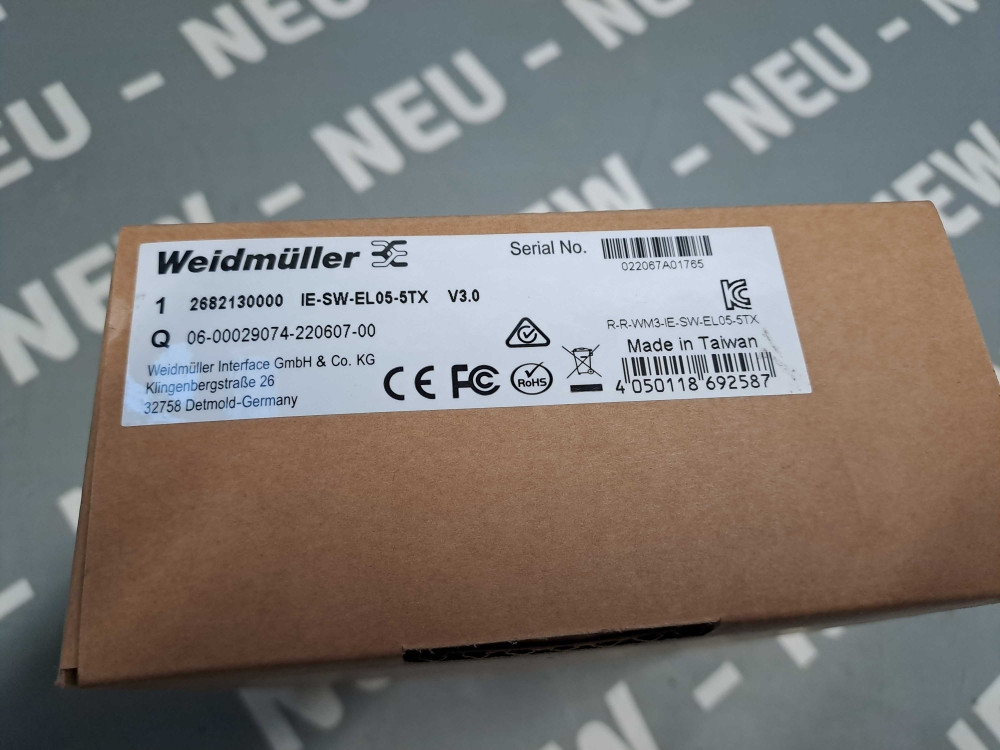 NEU - NEU - NEU
NEU - NEW - NEU
NEW - NEW
Weidmüller
Serial No.
022067A01765
1 2682130000 IE-SW-EL05-5TX V3.0
Q 06-00029074-220607-00
R-R-WM3-IE-SW-EL05-5TX
Weidmüller Interface GmbH & Co. KG
Klingenbergstraße 26
32758 Detmold-Germany
CE FC RoHS
Made in Taiwan
4 050118 692587